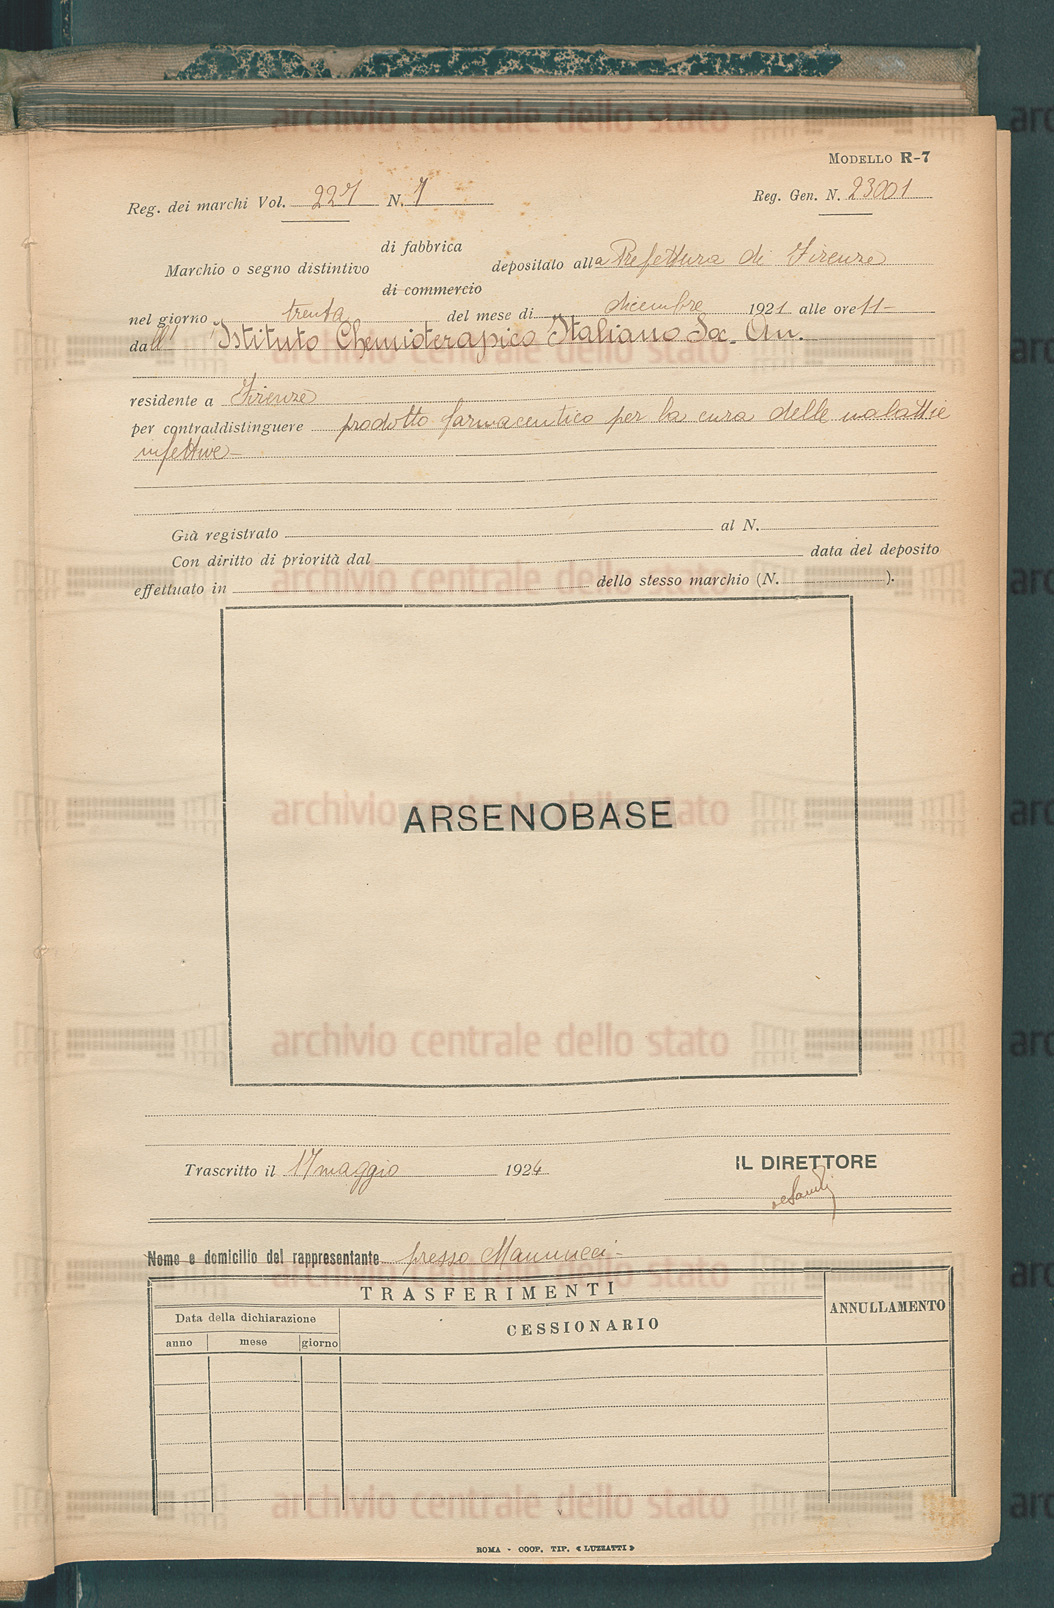 MODELLO R-7
Reg. dei marchi Vol. 227 N. 7 Reg. Gen. N. 23001
di fabbrica
Marchio o segno distintivo depositato alla Prefettura di Firenze
di commercio
nel giorno trenta del mese di dicembre 1921 alle ore 11-
dall' Istituto Chemioterapico Italiano Soc. An.
residente a Firenze
per contraddistinguere prodotto farmaceutico per la cura delle malattie
infettive-
Già registrato al N.
Con diritto di priorità dal data del deposito
effettuato in dello stesso marchio (N. ).
ARSENOBASE
Trascritto il 17 maggio 1924
IL DIRETTORE
Nome e domicilio del rappresentante presso Mannucci-
TRASFERIMENTI
Data della dichiarazione
CESSIONARIO
ANNULLAMENTO
anno mese giorno
ROMA - COOP. TIP. « LUZZATTI »
archivio centrale dello stato